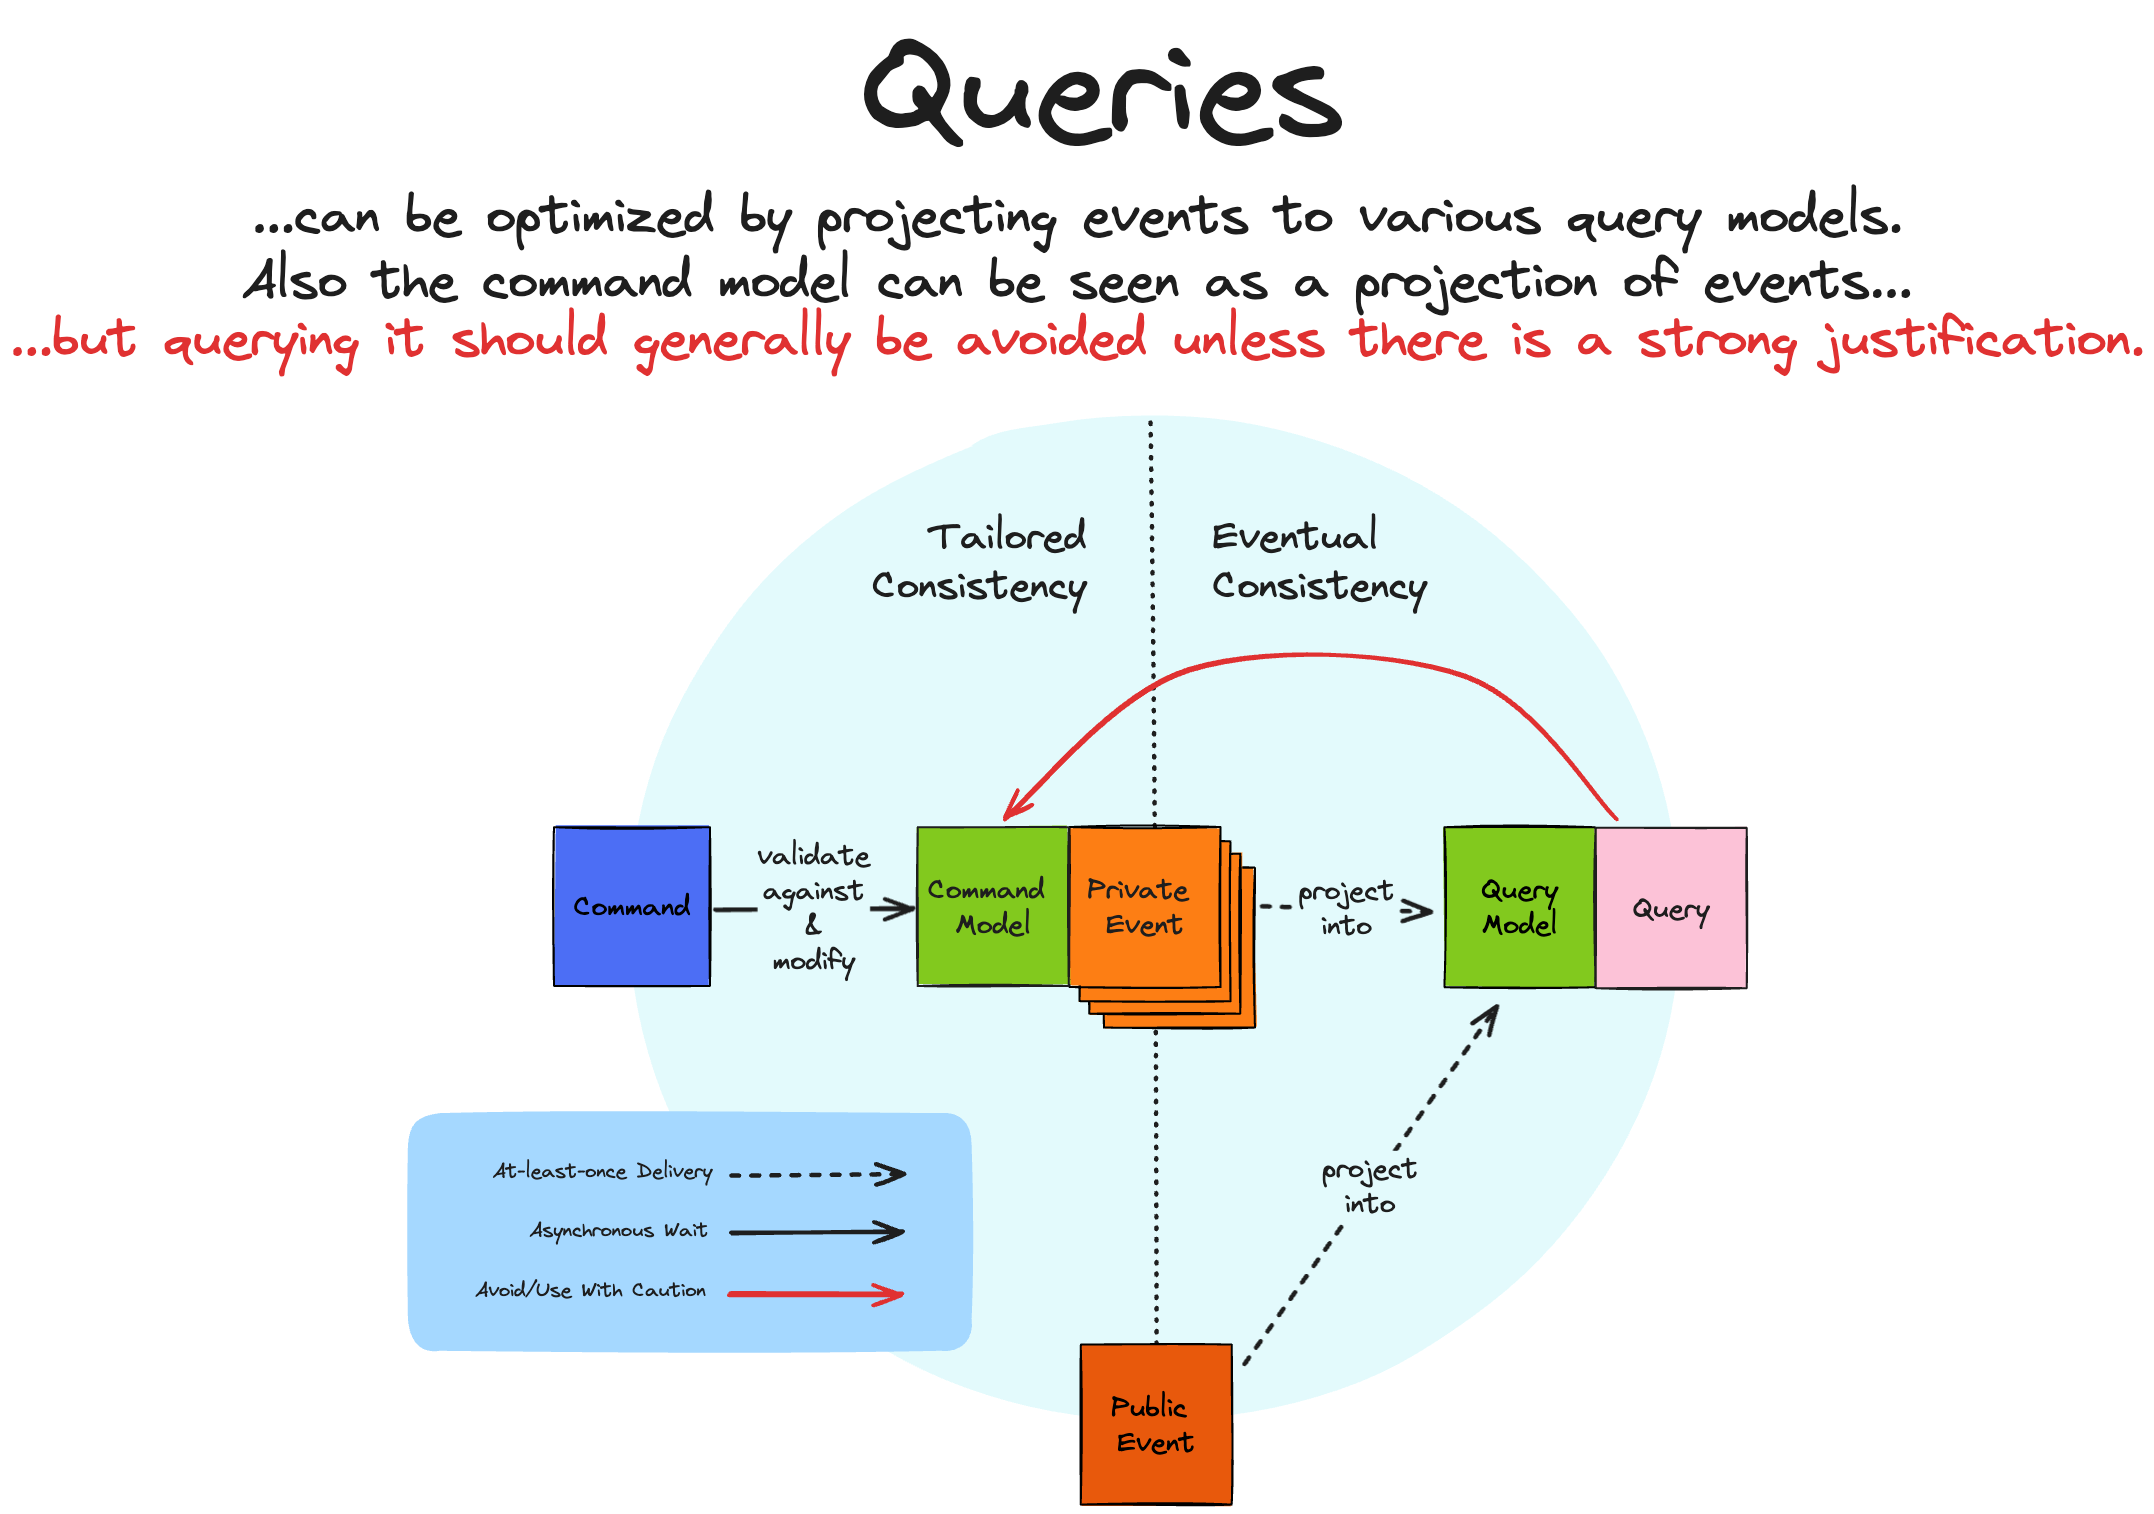 Queries
...can be optimized by projecting events to various query models.
Also the command model can be seen as a projection of events...
...but querying it should generally be avoided unless there is a strong justification.
Tailored
Consistency
Eventual
Consistency
Command
validate
against
&
modify
Command
Model
Private
Event
project
into
Query
Model
Query
project
into
At-least-once Delivery
Asynchronous Wait
Avoid/Use With Caution
Public
Event